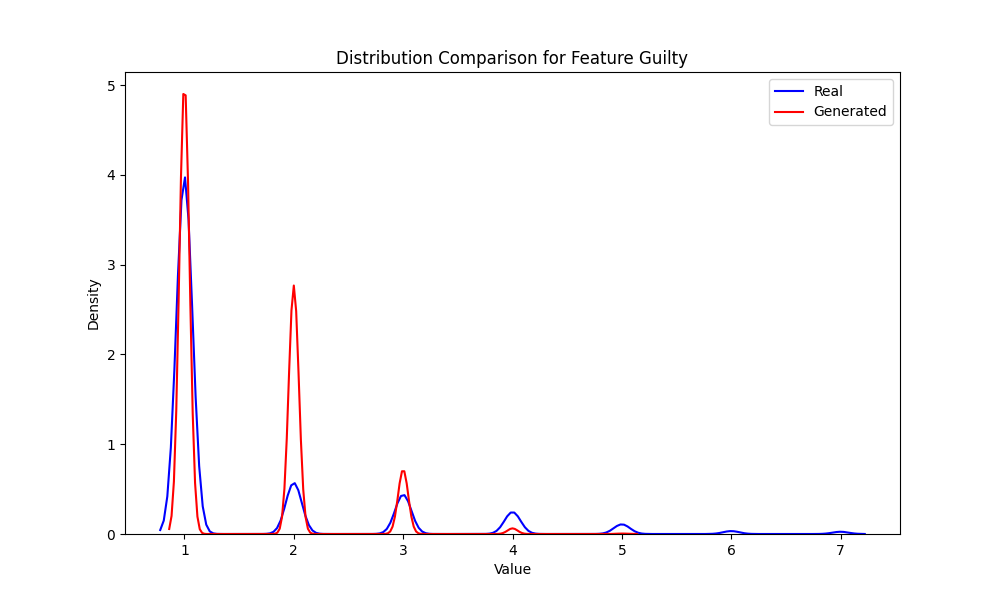 Distribution Comparison for Feature Guilty
Real
Generated
5
4
3
2
1
0
Density
1 2 3 4 5 6 7
Value